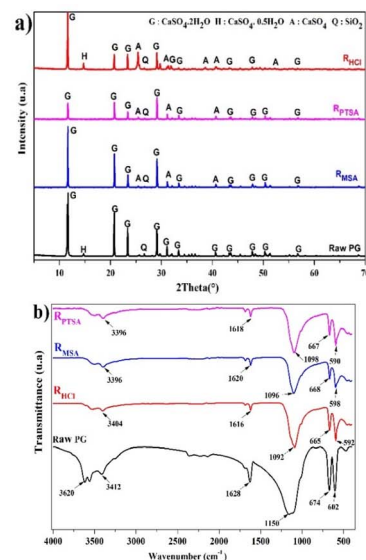 a)
G : CaSO4.2H2O H : CaSO4. 0.5H2O A : CaSO4 Q : SiO2
G
H
G
G
A
Q
G
A
G
G
A
A
G
G
A
G
RHCl
G
G
G
A
Q
G
A
G
A
G
G
G
G
RPTSA
G
G
G
A
Q
G
A
G
A
G
G
G
G
RMSA
G
H
G
G
Q
G
A
G
G
G
G
G
G
Raw PG
Intensity (u.a)
10 20 30 40 50 60 70
2Theta(°)
b)
RPTSA
3396
1618
1098
667
590
RMSA
3396
1620
1096
668
598
RHCl
3404
1616
1092
665
592
Raw PG
3620
3412
1628
1150
674
602
Transmittance (u.a)
4000 3500 3000 2500 2000 1500 1000 500
Wavenumber (cm-1)